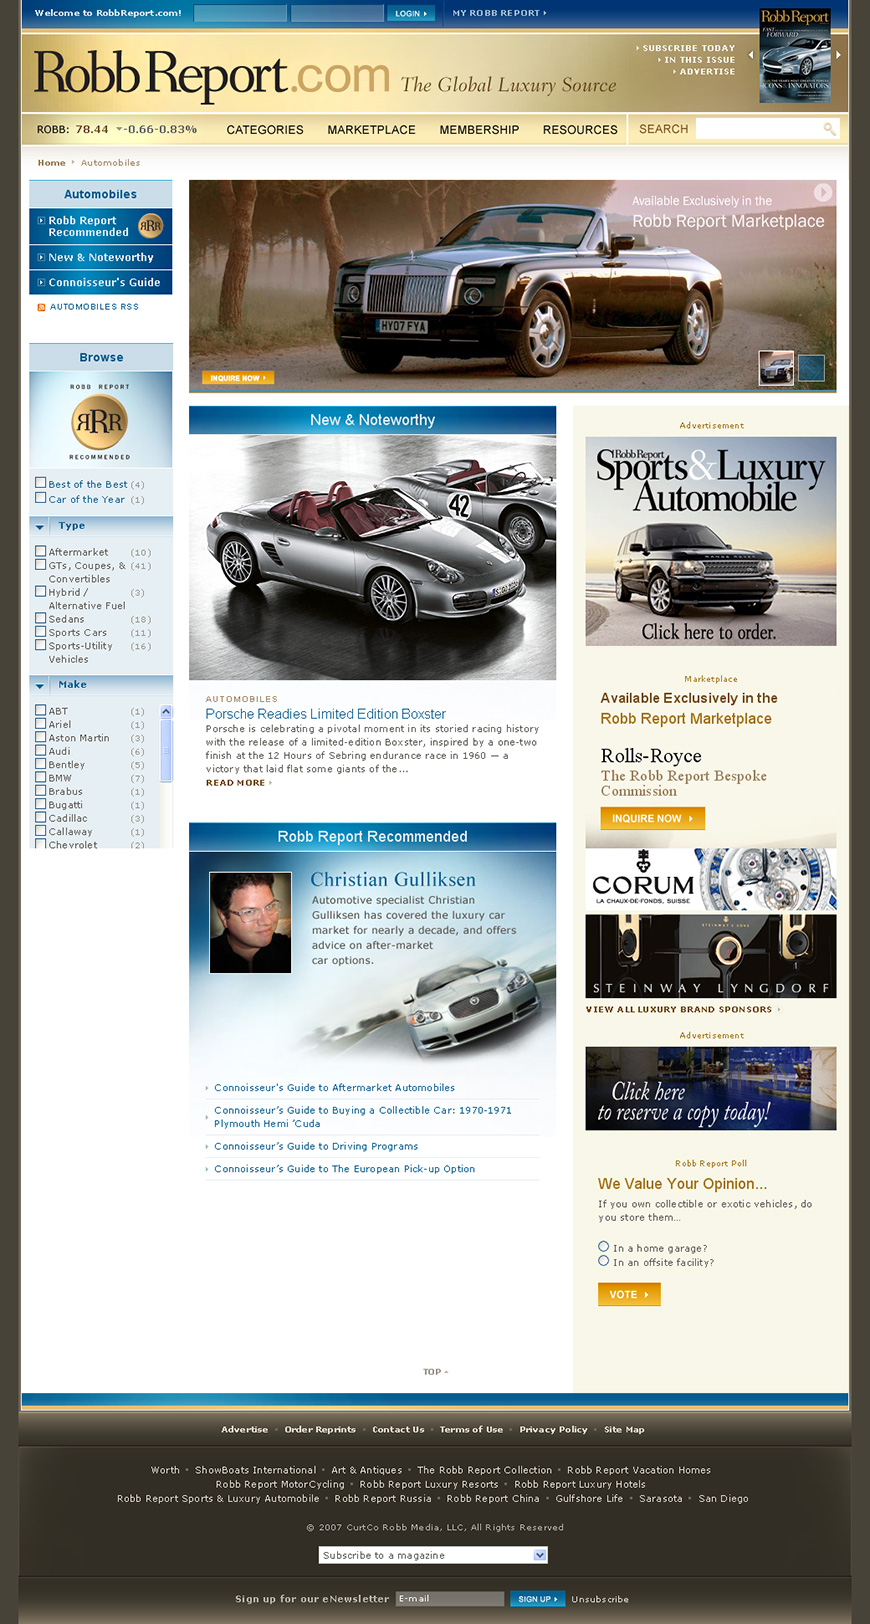 Welcome to RobbReport.com!
LOGIN
MY ROBB REPORT
Robb Report
FAST FORWARD
ICONS & INNOVATORS
SUBSCRIBE TODAY
IN THIS ISSUE
ADVERTISE
RobbReport.com The Global Luxury Source
ROBB: 78.44 -0.66-0.83%
CATEGORIES
MARKETPLACE
MEMBERSHIP
RESOURCES
SEARCH
Home Automobiles
Automobiles
Robb Report
Recommended
RR
New & Noteworthy
Connoisseur's Guide
AUTOMOBILES RSS
Available Exclusively in the
Robb Report Marketplace
HY07 FYA
INQUIRE NOW
Browse
ROBB REPORT
RR
RECOMMENDED
Best of the Best (4)
Car of the Year (1)
Type
Aftermarket (10)
GTs, Coupes, & (41)
Convertibles
Hybrid / (3)
Alternative Fuel
Sedans (18)
Sports Cars (11)
Sports-Utility (16)
Vehicles
Make
ABT (1)
Ariel (1)
Aston Martin (3)
Audi (6)
Bentley (5)
BMW (7)
Brabus (1)
Bugatti (1)
Cadillac (3)
Callaway (1)
Chevrolet (2)
New & Noteworthy
42
AUTOMOBILES
Porsche Readies Limited Edition Boxster
Porsche is celebrating a pivotal moment in its storied racing history
with the release of a limited-edition Boxster, inspired by a one-two
finish at the 12 Hours of Sebring endurance race in 1960 — a
victory that laid flat some giants of the...
READ MORE
Robb Report Recommended
Christian Gulliksen
Automotive specialist Christian
Gulliksen has covered the luxury car
market for nearly a decade, and offers
advice on after-market
car options.
Connoisseur's Guide to Aftermarket Automobiles
Connoisseur's Guide to Buying a Collectible Car: 1970-1971
Plymouth Hemi 'Cuda
Connoisseur's Guide to Driving Programs
Connoisseur's Guide to The European Pick-up Option
Advertisement
Robb Report
Sports & Luxury
Automobile
RANGE ROVER
Click here to order.
Marketplace
Available Exclusively in the
Robb Report Marketplace
Rolls-Royce
The Robb Report Bespoke
Commission
INQUIRE NOW
CORUM
LA CHAUX-DE-FONDS, SUISSE
STEINWAY & SONS
STEINWAY LYNGDORF
VIEW ALL LUXURY BRAND SPONSORS
Advertisement
Click here
to reserve a copy today!
Robb Report Poll
We Value Your Opinion...
If you own collectible or exotic vehicles, do
you store them...
In a home garage?
In an offsite facility?
VOTE
TOP
Advertise • Order Reprints • Contact Us • Terms of Use • Privacy Policy • Site Map
Worth • ShowBoats International • Art & Antiques • The Robb Report Collection • Robb Report Vacation Homes
Robb Report MotorCycling • Robb Report Luxury Resorts • Robb Report Luxury Hotels
Robb Report Sports & Luxury Automobile • Robb Report Russia • Robb Report China • Gulfshore Life • Sarasota • San Diego
© 2007 CurtCo Robb Media, LLC, All Rights Reserved
Subscribe to a magazine
Sign up for our eNewsletter E-mail SIGN UP Unsubscribe